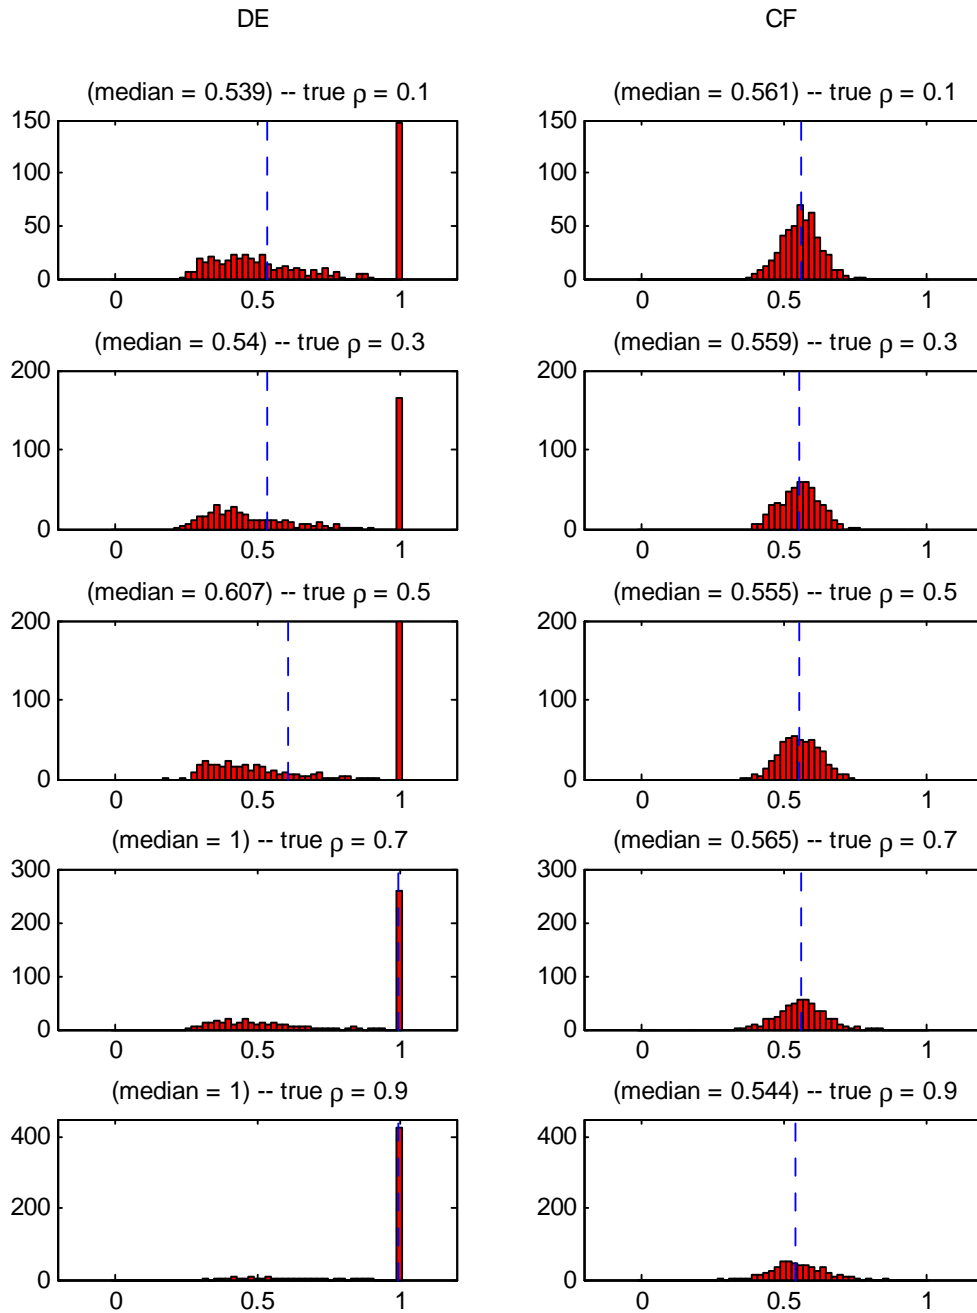 DE CF
(median = 0.539) -- true ρ = 0.1 (median = 0.561) -- true ρ = 0.1
150 150
100 100
50 50
0 0
0 0.5 1 0 0.5 1
(median = 0.54) -- true ρ = 0.3 (median = 0.559) -- true ρ = 0.3
200 200
100 100
0 0
0 0.5 1 0 0.5 1
(median = 0.607) -- true ρ = 0.5 (median = 0.555) -- true ρ = 0.5
200 200
100 100
0 0
0 0.5 1 0 0.5 1
(median = 1) -- true ρ = 0.7 (median = 0.565) -- true ρ = 0.7
300 300
200 200
100 100
0 0
0 0.5 1 0 0.5 1
(median = 1) -- true ρ = 0.9 (median = 0.544) -- true ρ = 0.9
400 400
200 200
0 0
0 0.5 1 0 0.5 1